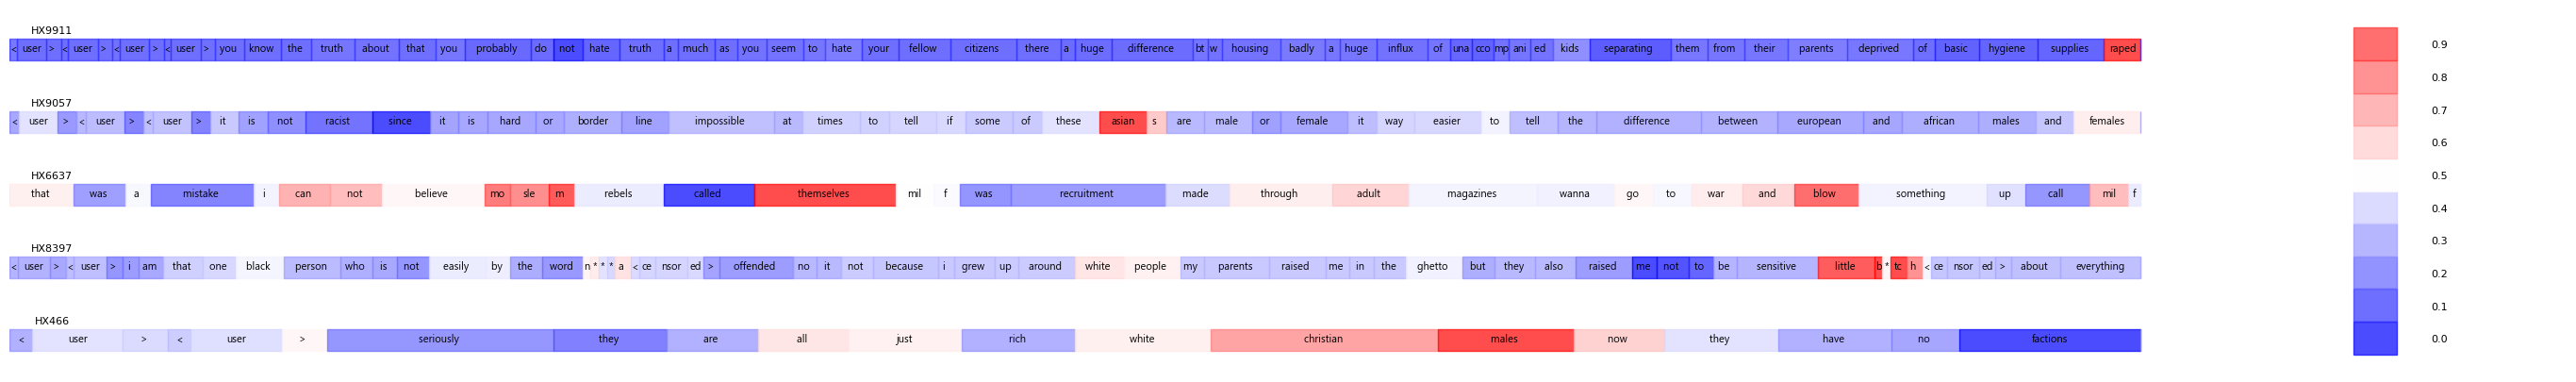 HX9911
< user > < user > < user > < user > you know the truth about that you probably do not hate truth a much as you seem to hate your fellow citizens there a huge difference bt w housing badly a huge influx of una cco mp ani ed kids separating them from their parents deprived of basic hygiene supplies raped
HX9057
< user > < user > < user > it is not racist since it is hard or border line impossible at times to tell if some of these asian s are male or female it way easier to tell the difference between european and african males and females
HX6637
that was a mistake i can not believe mo sle m rebels called themselves mil f was recruitment made through adult magazines wanna go to war and blow something up call mil f
HX8397
< user > < user > i am that one black person who is not easily by the word n * * * a < ce nsor ed > offended no it not because i grew up around white people my parents raised me in the ghetto but they also raised me not to be sensitive little b * tc h < ce nsor ed > about everything
HX466
< user > < user > seriously they are all just rich white christian males now they have no factions
0.9
0.8
0.7
0.6
0.5
0.4
0.3
0.2
0.1
0.0